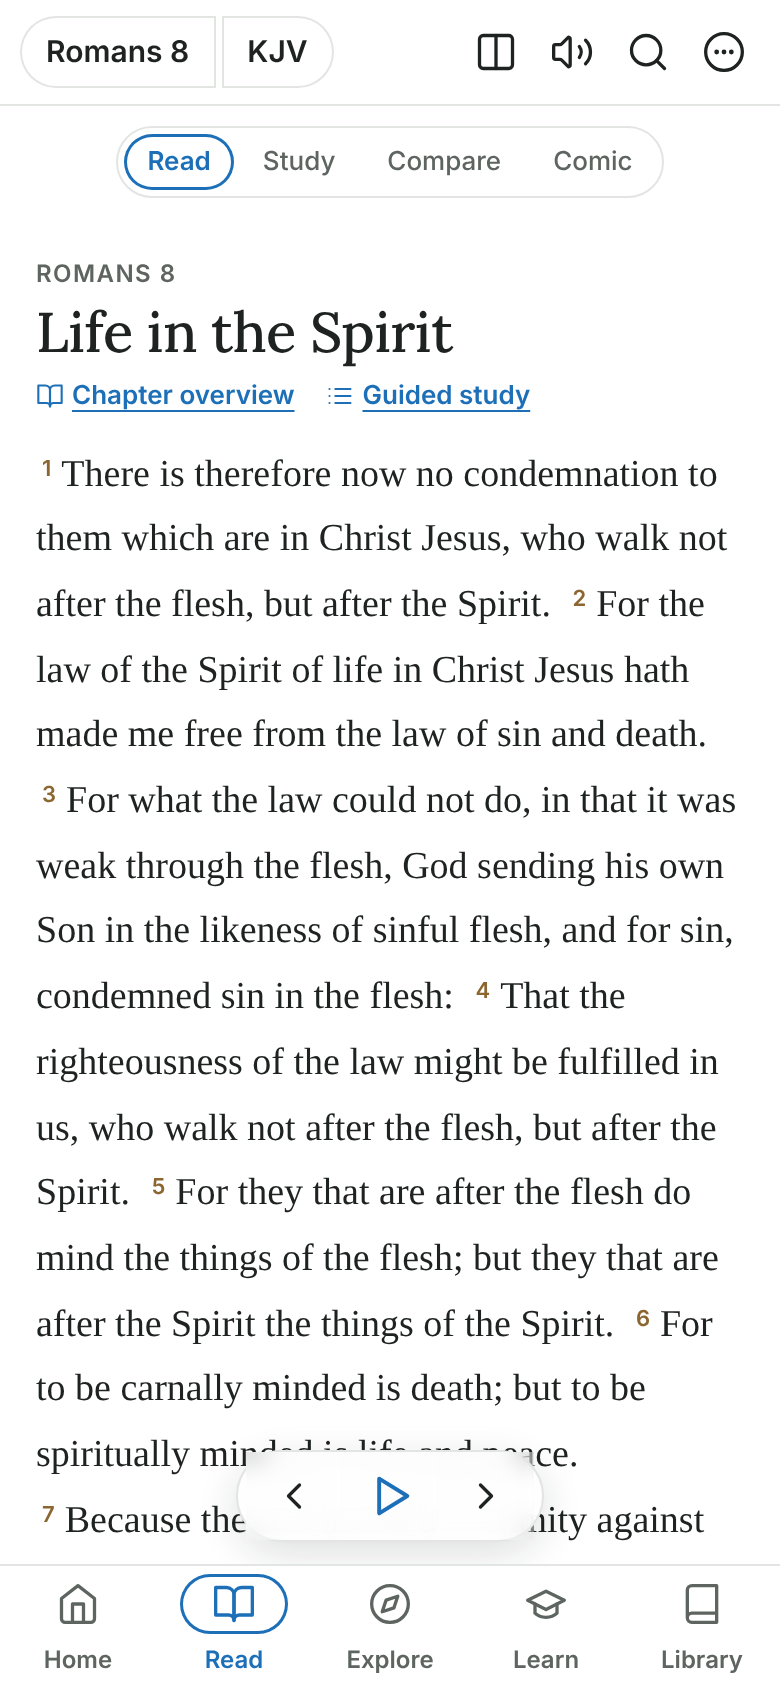 Romans 8 KJV
Read Study Compare Comic
ROMANS 8
Life in the Spirit
Chapter overview Guided study
1 There is therefore now no condemnation to
them which are in Christ Jesus, who walk not
after the flesh, but after the Spirit. 2 For the
law of the Spirit of life in Christ Jesus hath
made me free from the law of sin and death.
3 For what the law could not do, in that it was
weak through the flesh, God sending his own
Son in the likeness of sinful flesh, and for sin,
condemned sin in the flesh: 4 That the
righteousness of the law might be fulfilled in
us, who walk not after the flesh, but after the
Spirit. 5 For they that are after the flesh do
mind the things of the flesh; but they that are
after the Spirit the things of the Spirit. 6 For
to be carnally minded is death; but to be
spiritually minded is life and peace.
7 Because the against
Home Read Explore Learn Library